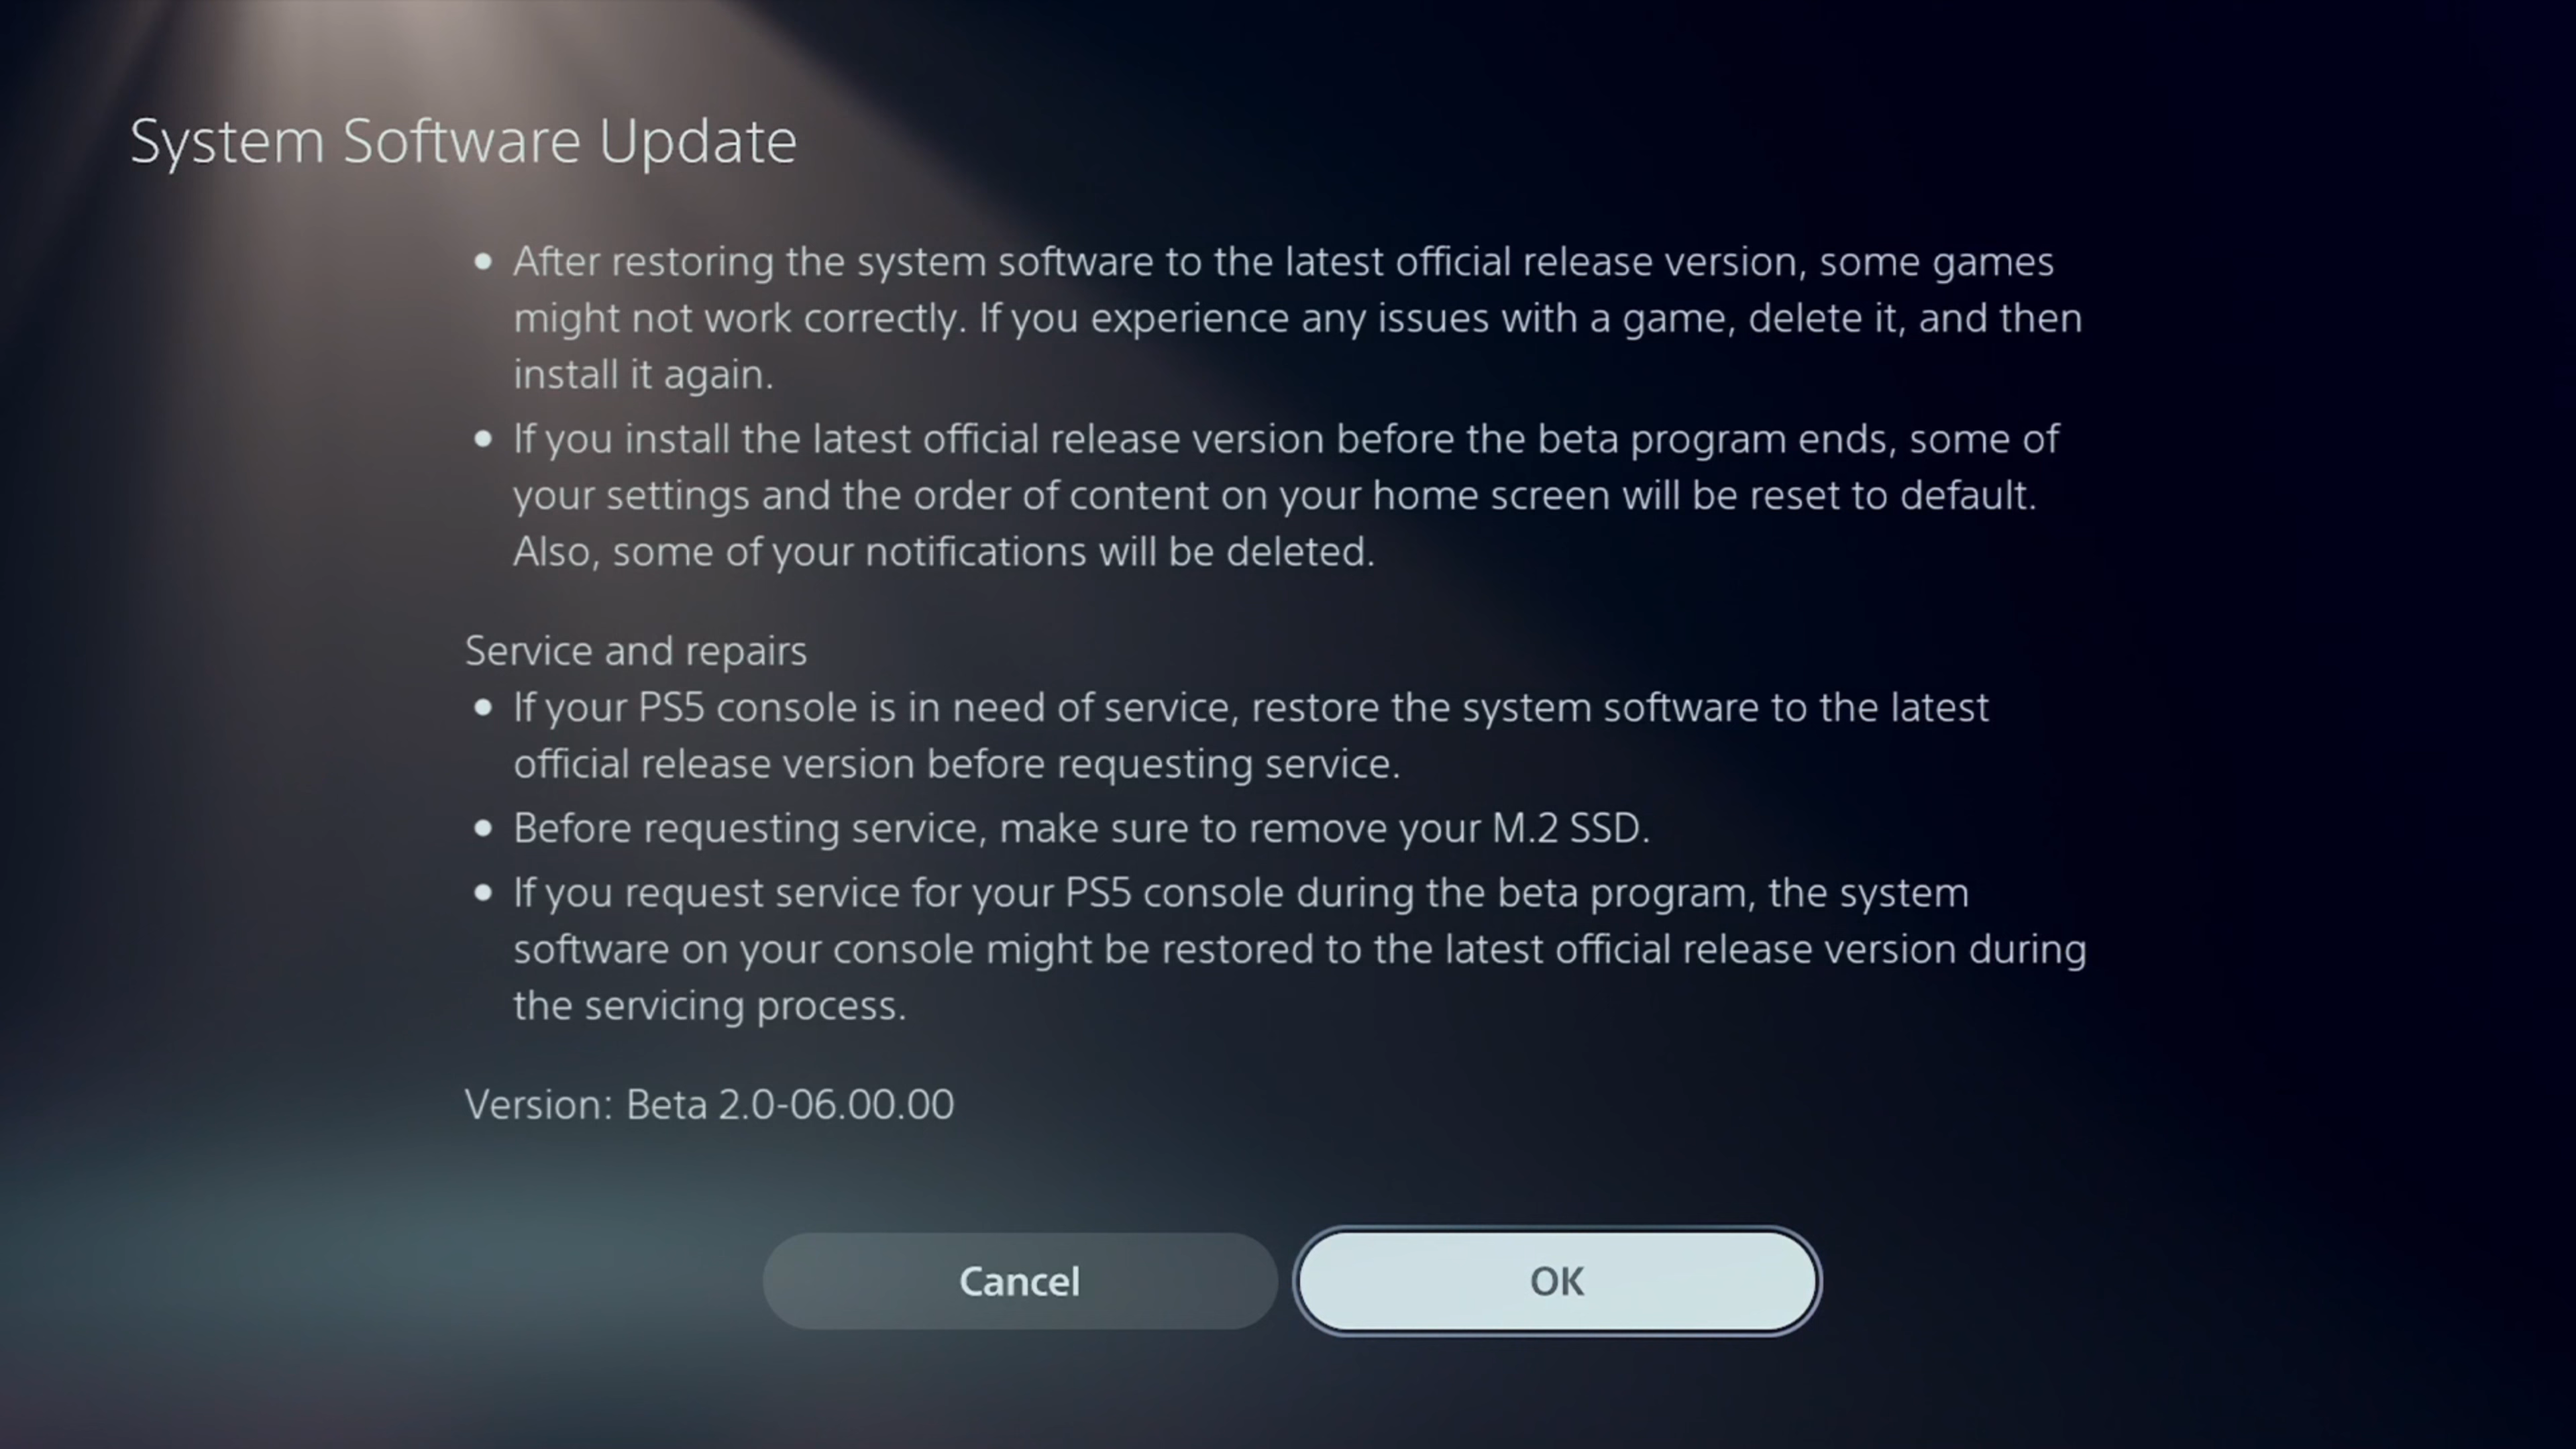 System Software Update
• After restoring the system software to the latest official release version, some games
might not work correctly. If you experience any issues with a game, delete it, and then
install it again.
• If you install the latest official release version before the beta program ends, some of
your settings and the order of content on your home screen will be reset to default.
Also, some of your notifications will be deleted.
Service and repairs
• If your PS5 console is in need of service, restore the system software to the latest
official release version before requesting service.
• Before requesting service, make sure to remove your M.2 SSD.
• If you request service for your PS5 console during the beta program, the system
software on your console might be restored to the latest official release version during
the servicing process.
Version: Beta 2.0-06.00.00
Cancel
OK